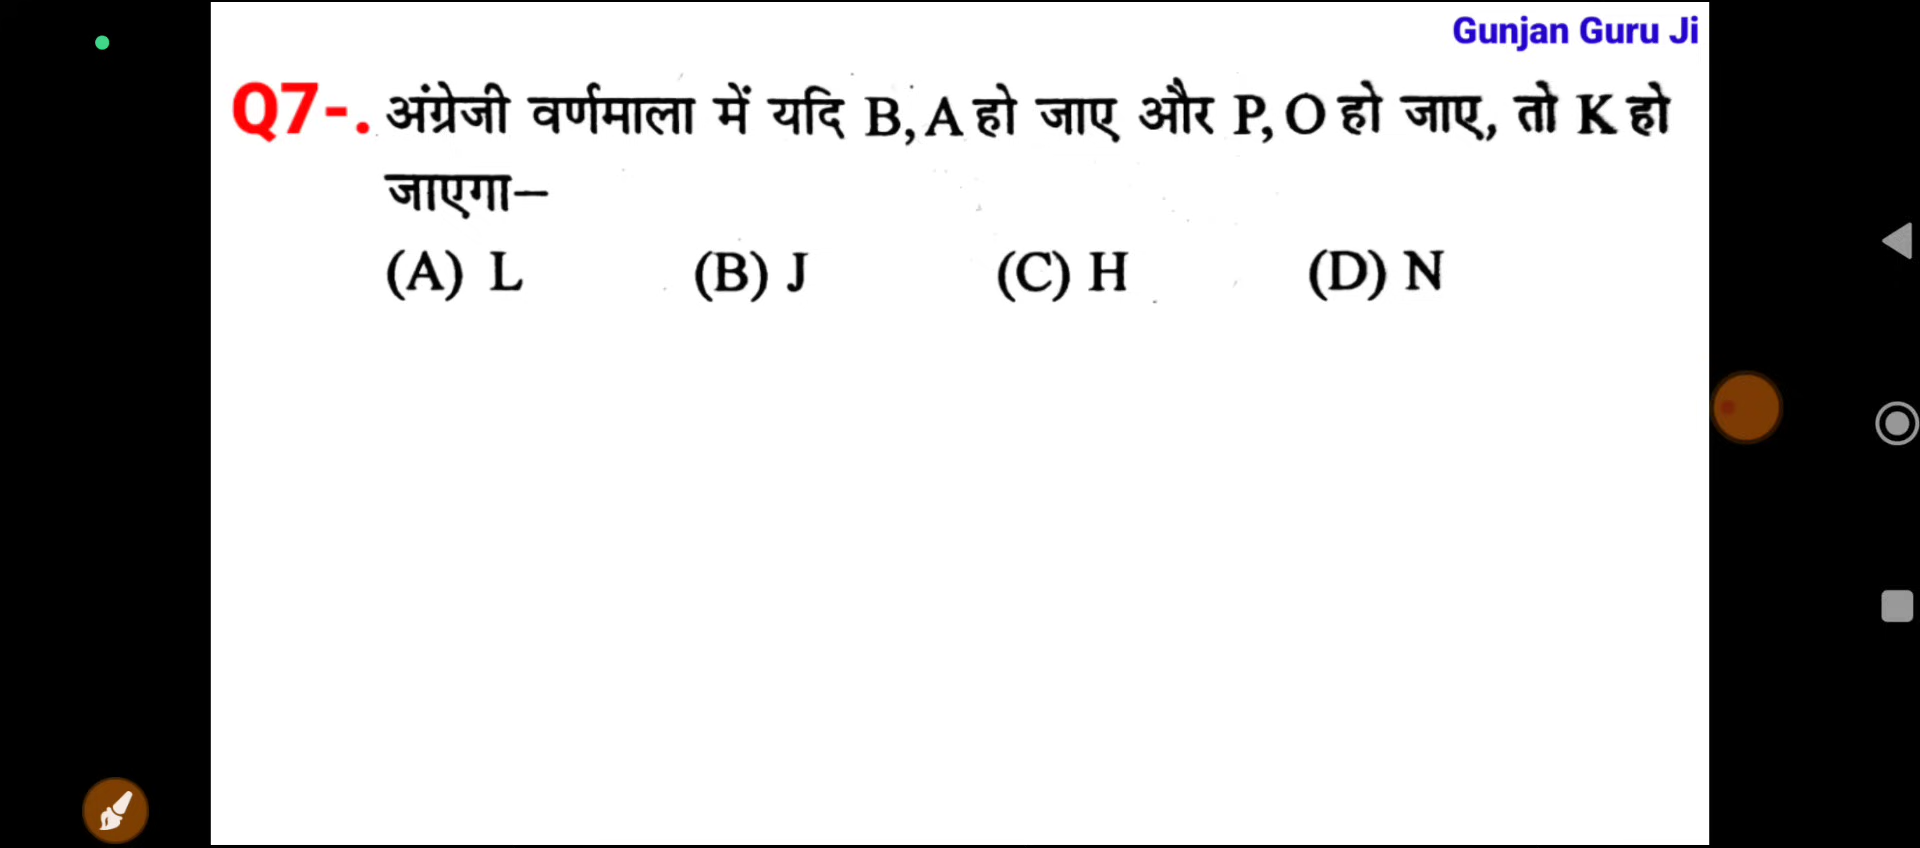 Gunjan Guru Ji
Q7-. अंग्रेजी वर्णमाला में यदि B, A हो जाए और P, O हो जाए, तो K हो
जाएगा—
(A) L (B) J (C) H (D) N